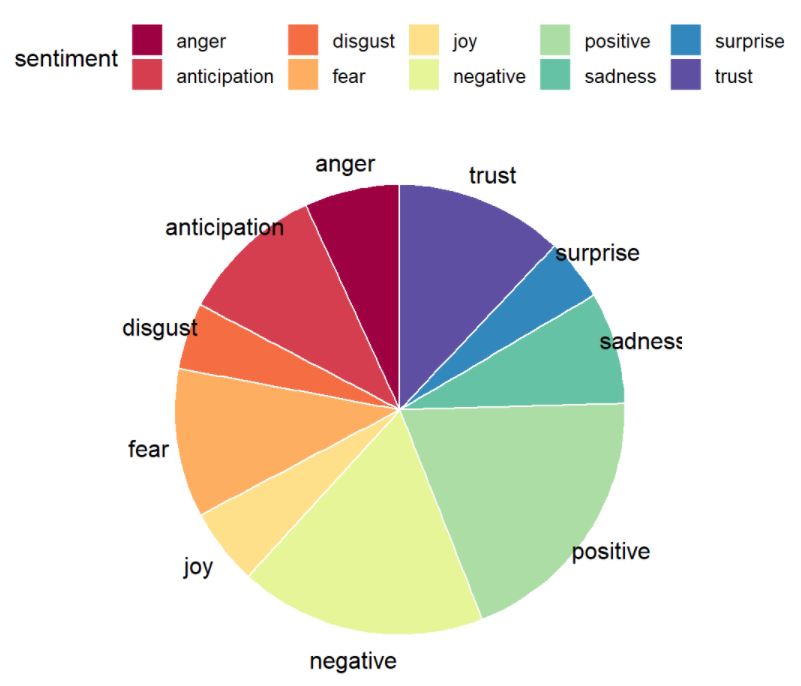 sentiment
anger disgust joy positive surprise
anticipation fear negative sadness trust
anger
trust
anticipation
surprise
disgust
sadness
fear
positive
joy
negative